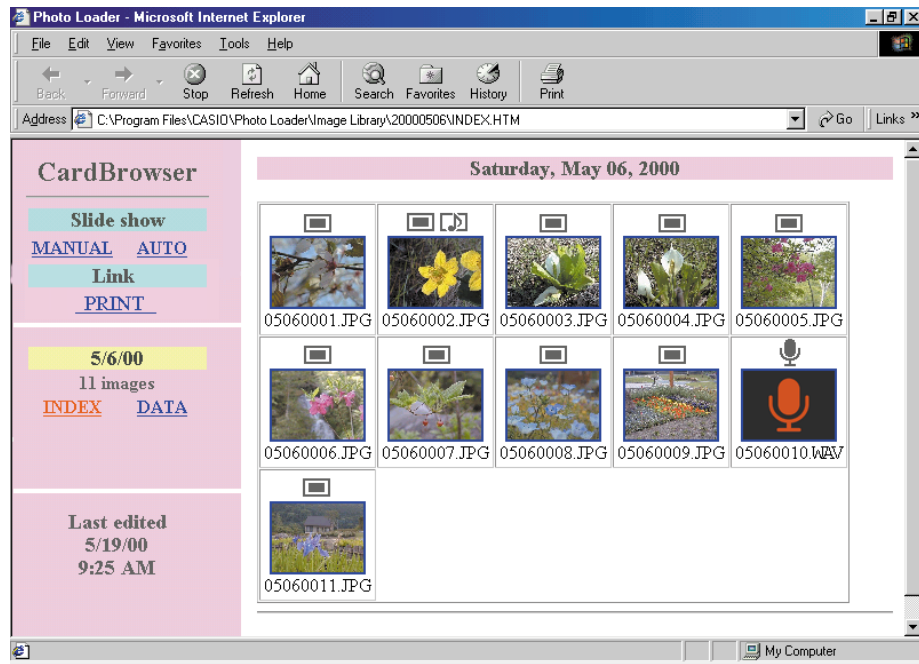 Photo Loader - Microsoft Internet Explorer
File Edit View Favorites Tools Help
Back Forward Stop Refresh Home Search Favorites History Print
Address C:\Program Files\CASIO\Photo Loader\Image Library\20000506\INDEX.HTM Go Links »
CardBrowser
Slide show
MANUAL AUTO
Link
PRINT
5/6/00
11 images
INDEX DATA
Last edited
5/19/00
9:25 AM
Saturday, May 06, 2000
05060001.JPG 05060002.JPG 05060003.JPG 05060004.JPG 05060005.JPG
05060006.JPG 05060007.JPG 05060008.JPG 05060009.JPG 05060010.WAV
05060011.JPG
My Computer